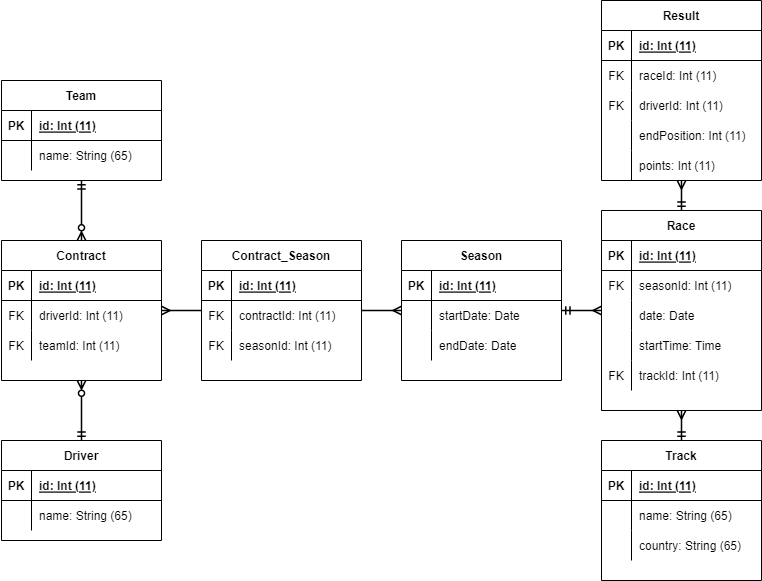 Result
PK id: Int (11)
FK raceId: Int (11)
FK driverId: Int (11)
endPosition: Int (11)
points: Int (11)
Team
PK id: Int (11)
name: String (65)
Contract
PK id: Int (11)
FK driverId: Int (11)
FK teamId: Int (11)
Contract_Season
PK id: Int (11)
FK contractId: Int (11)
FK seasonId: Int (11)
Season
PK id: Int (11)
startDate: Date
endDate: Date
Race
PK id: Int (11)
FK seasonId: Int (11)
date: Date
startTime: Time
FK trackId: Int (11)
Driver
PK id: Int (11)
name: String (65)
Track
PK id: Int (11)
name: String (65)
country: String (65)